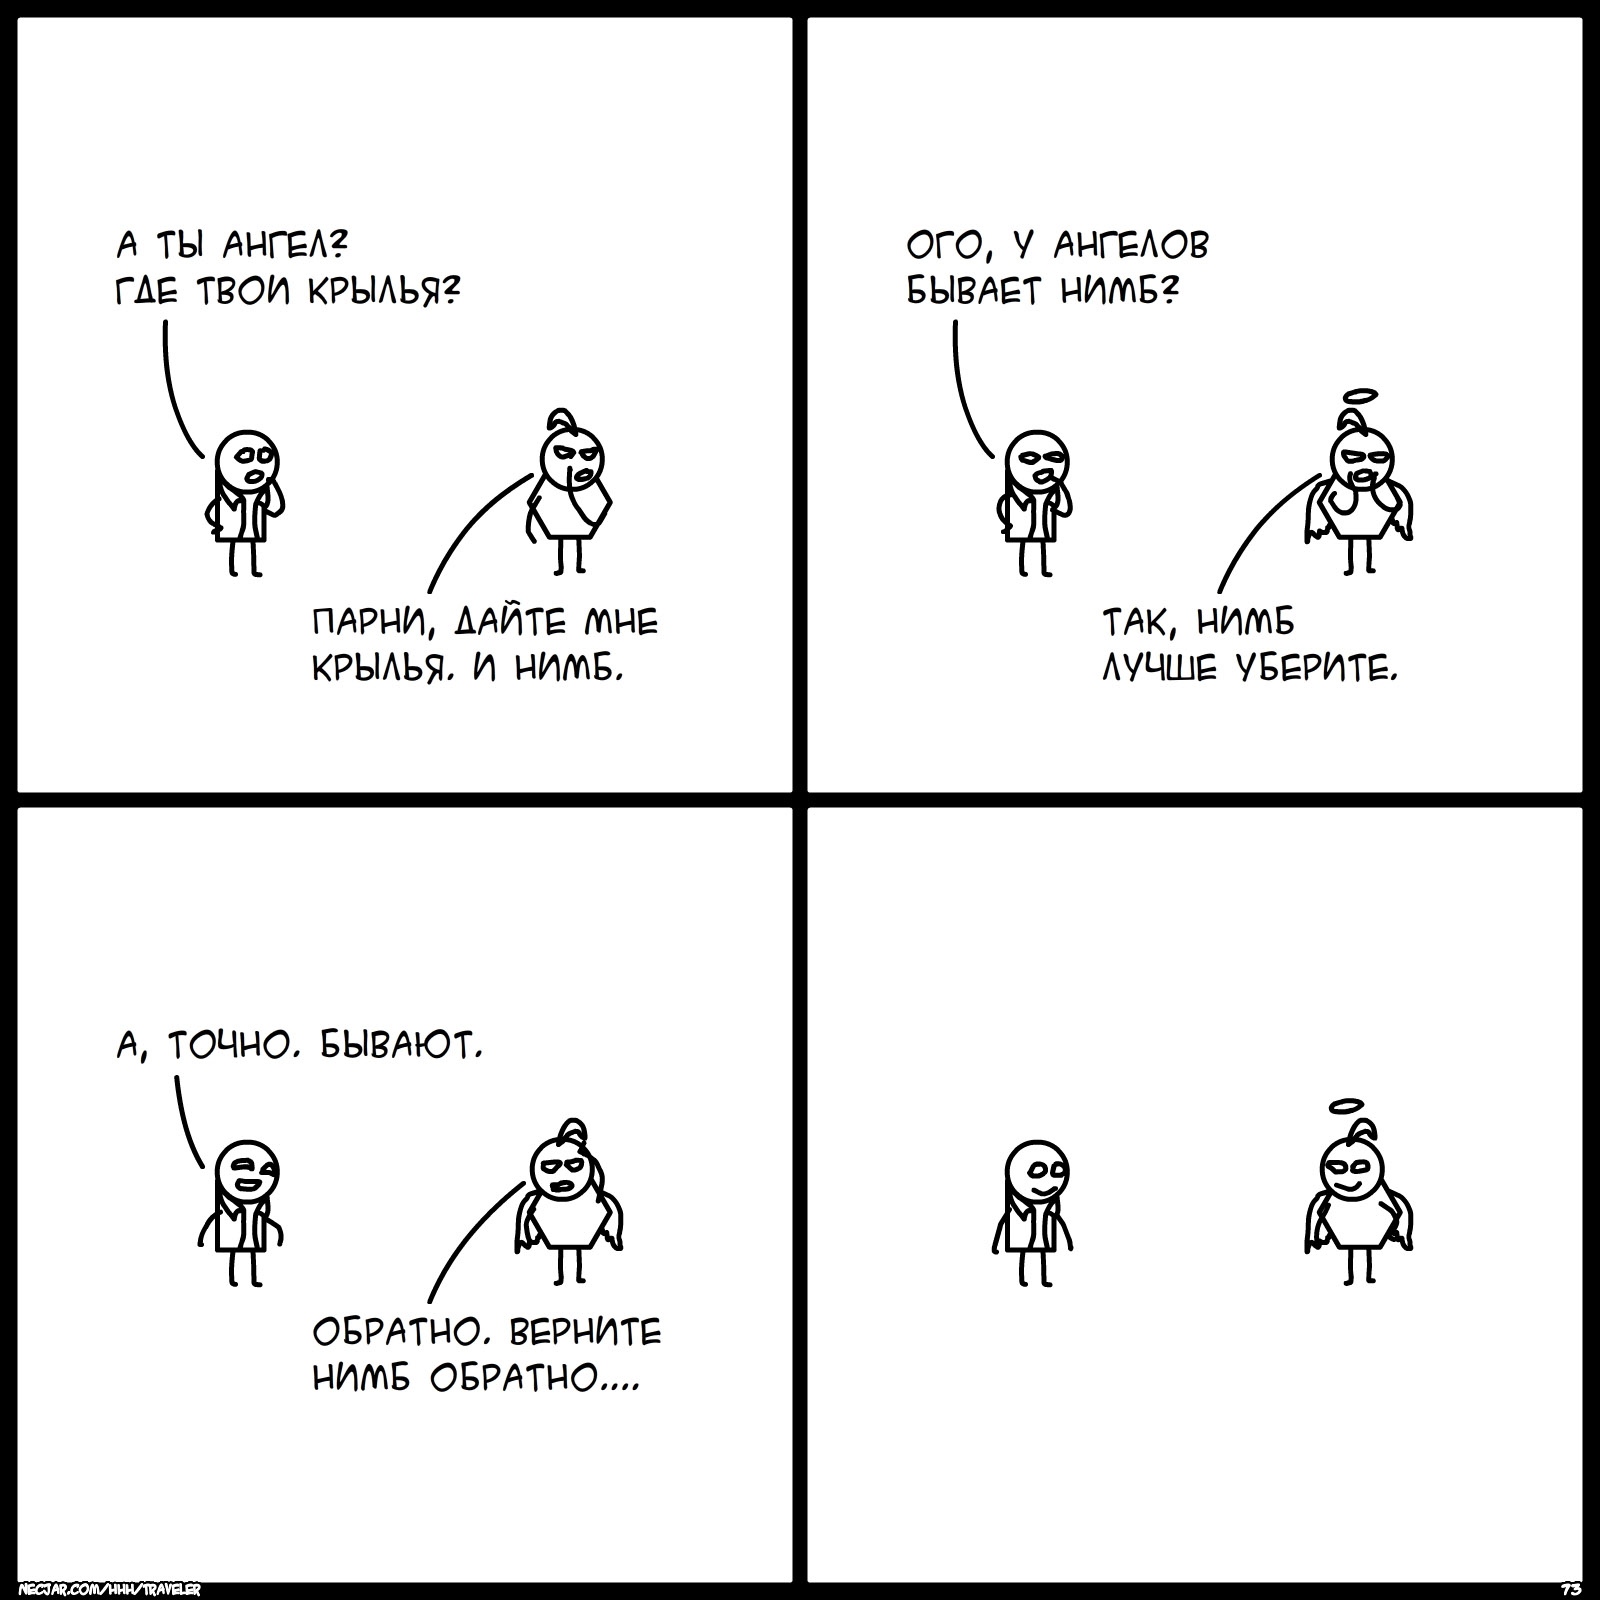 А ТЫ АНГЕЛ?
ГДЕ ТВОИ КРЫЛЬЯ?
ПАРНИ, ДАЙТЕ МНЕ
КРЫЛЬЯ. И НИМБ.
ОГО, У АНГЕЛОВ
БЫВАЕТ НИМБ?
ТАК, НИМБ
ЛУЧШЕ УБЕРИТЕ.
А, ТОЧНО. БЫВАЮТ.
ОБРАТНО. ВЕРНИТЕ
НИМБ ОБРАТНО....
NECJAR.COM/HHH/TRAVELER
73